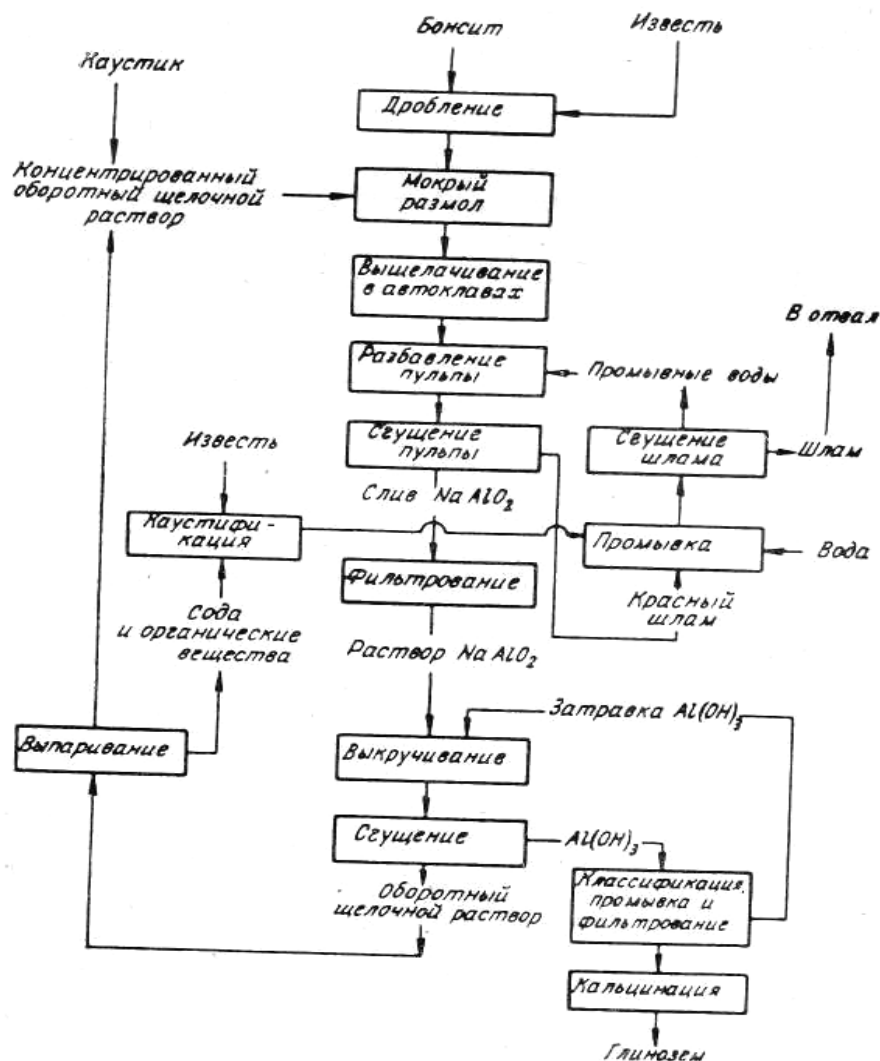 Бонсит
Известь
Каустик
Дробление
Концентрированный
оборотный щелочной
раствор
Мокрый
размол
Выщелачивание
в автоклавах
В отвал
Разбавление
пульпы
Промывные воды
Сгущение
пульпы
Свущение
шлама
Шлам
Известь
Слив NaAlO₂
Каустифи-
кация
Промывка
Вода
Фильтрование
Красный
шлам
Сода
и органические
вещества
Раствор NaAlO₂
Затравка Al(OH)₃
Выпаривание
Выкручивание
Сгущение
Al(OH)₃
Оборотный
щелочной раствор
Классификация,
промывка и
фильтрование
Кальцинация
Глинозем